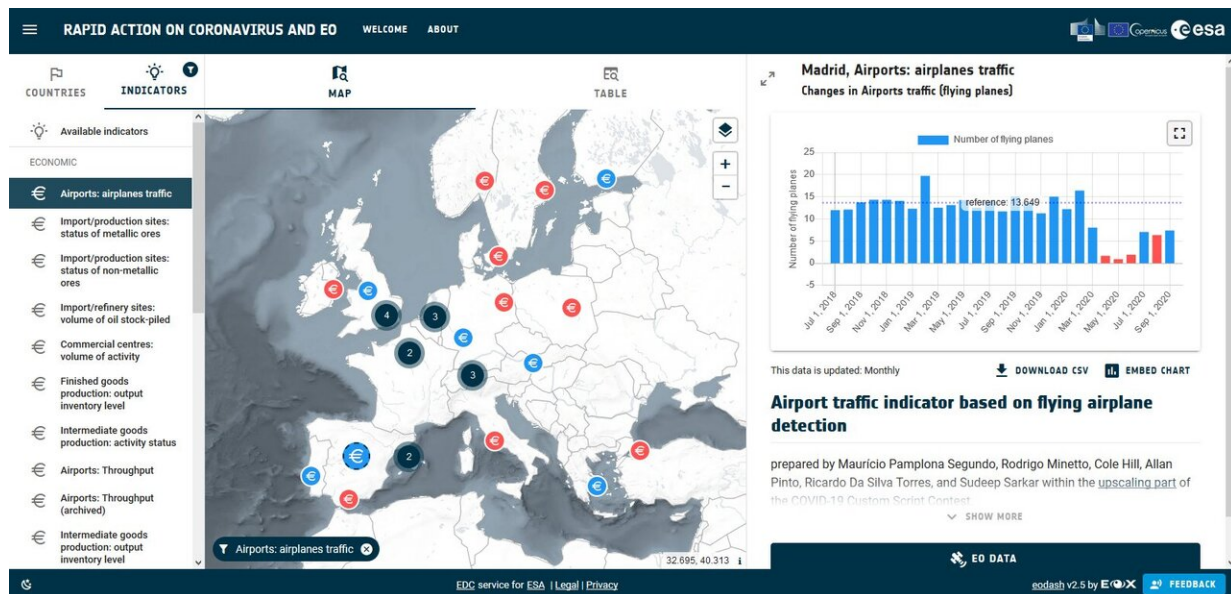 RAPID ACTION ON CORONAVIRUS AND EO
WELCOME
ABOUT
Copernicus
esa
COUNTRIES
INDICATORS
MAP
TABLE
Available indicators
ECONOMIC
Airports: airplanes traffic
Import/production sites:
status of metallic ores
Import/production sites:
status of non-metallic
ores
Import/refinery sites:
volume of oil stock-piled
Commercial centres:
volume of activity
Finished goods
production: output
inventory level
Intermediate goods
production: activity status
Airports: Throughput
Airports: Throughput
(archived)
Intermediate goods
production: output
inventory level
4
3
2
3
2
Airports: airplanes traffic
32.695, 40.313
Madrid, Airports: airplanes traffic
Changes in Airports traffic (flying planes)
Number of flying planes
Number of flying planes
25
20
15
10
5
0
-5
reference: 13.649
Jul 1, 2018
Sep 1, 2018
Nov 1, 2018
Jan 1, 2019
Mar 1, 2019
May 1, 2019
Jul 1, 2019
Sep 1, 2019
Nov 1, 2019
Jan 1, 2020
Mar 1, 2020
May 1, 2020
Jul 1, 2020
Sep 1, 2020
This data is updated: Monthly
DOWNLOAD CSV
EMBED CHART
Airport traffic indicator based on flying airplane
detection
prepared by Maurício Pamplona Segundo, Rodrigo Minetto, Cole Hill, Allan
Pinto, Ricardo Da Silva Torres, and Sudeep Sarkar within the upscaling part of
the COVID-19 Custom Script Contest
SHOW MORE
EO DATA
EDC service for ESA | Legal | Privacy
eodash v2.5 by EOX
FEEDBACK